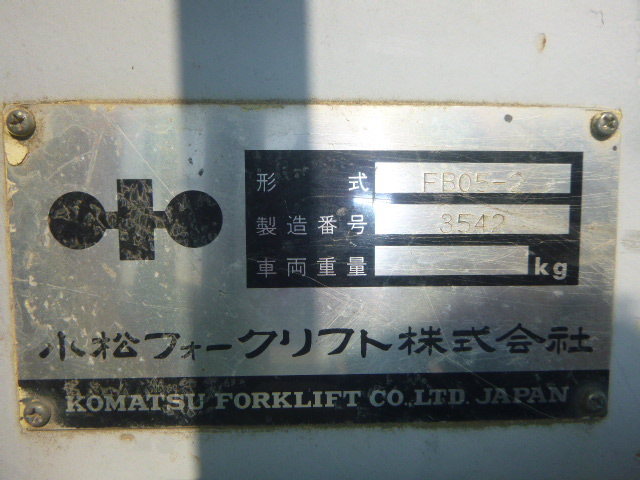 形 式 FB05-2
製造番号 3542
車両重量 kg
小松フォークリフト株式会社
KOMATSU FORKLIFT CO.,LTD. JAPAN